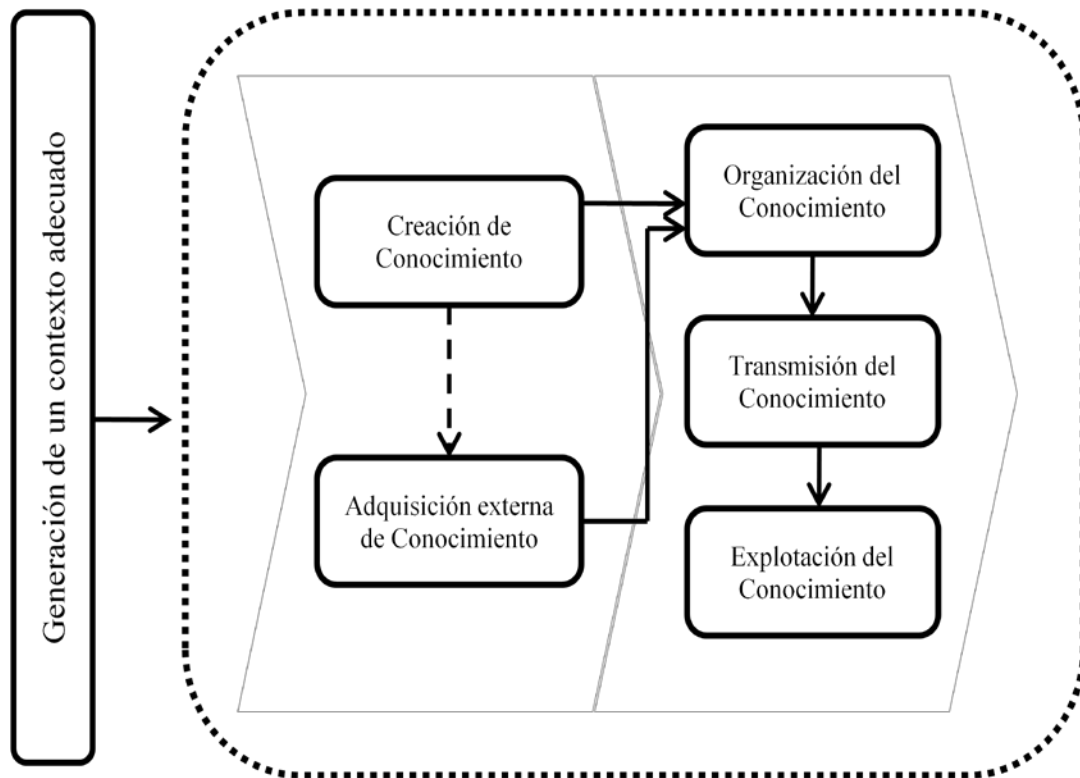 Generación de un contexto adecuado
Creación de
Conocimiento
Adquisición externa
de Conocimiento
Organización del
Conocimiento
Transmisión del
Conocimiento
Explotación del
Conocimiento